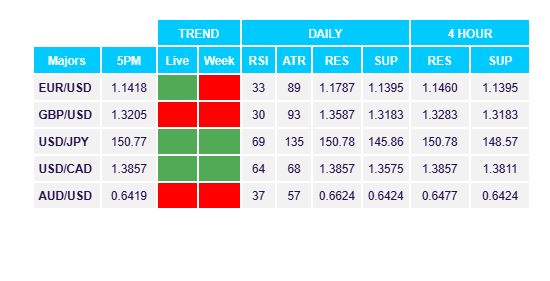 TREND DAILY 4 HOUR
Majors 5PM Live Week RSI ATR RES SUP RES SUP
EUR/USD 1.1418 33 89 1.1787 1.1395 1.1460 1.1395
GBP/USD 1.3205 30 93 1.3587 1.3183 1.3283 1.3183
USD/JPY 150.77 69 135 150.78 145.86 150.78 148.57
USD/CAD 1.3857 64 68 1.3857 1.3575 1.3857 1.3811
AUD/USD 0.6419 37 57 0.6624 0.6424 0.6477 0.6424